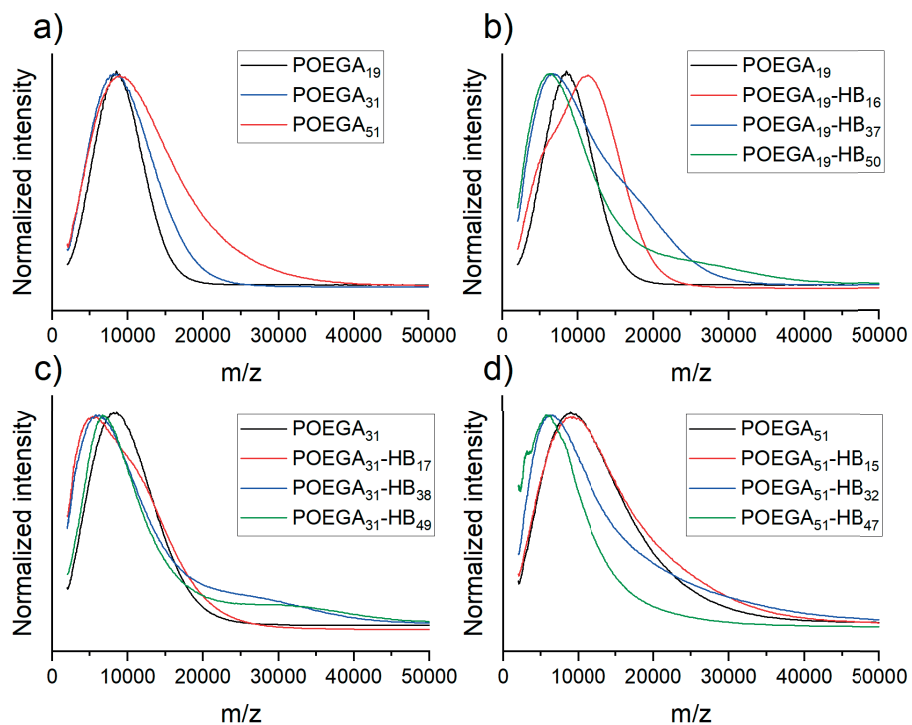 a)
Normalized intensity
POEGA₁₉
POEGA₃₁
POEGA₅₁
0 10000 20000 30000 40000 50000
m/z
b)
Normalized intensity
POEGA₁₉
POEGA₁₉-HB₁₆
POEGA₁₉-HB₃₇
POEGA₁₉-HB₅₀
0 10000 20000 30000 40000 50000
m/z
c)
Normalized intensity
POEGA₃₁
POEGA₃₁-HB₁₇
POEGA₃₁-HB₃₈
POEGA₃₁-HB₄₉
0 10000 20000 30000 40000 50000
m/z
d)
Normalized intensity
POEGA₅₁
POEGA₅₁-HB₁₅
POEGA₅₁-HB₃₂
POEGA₅₁-HB₄₇
0 10000 20000 30000 40000 50000
m/z